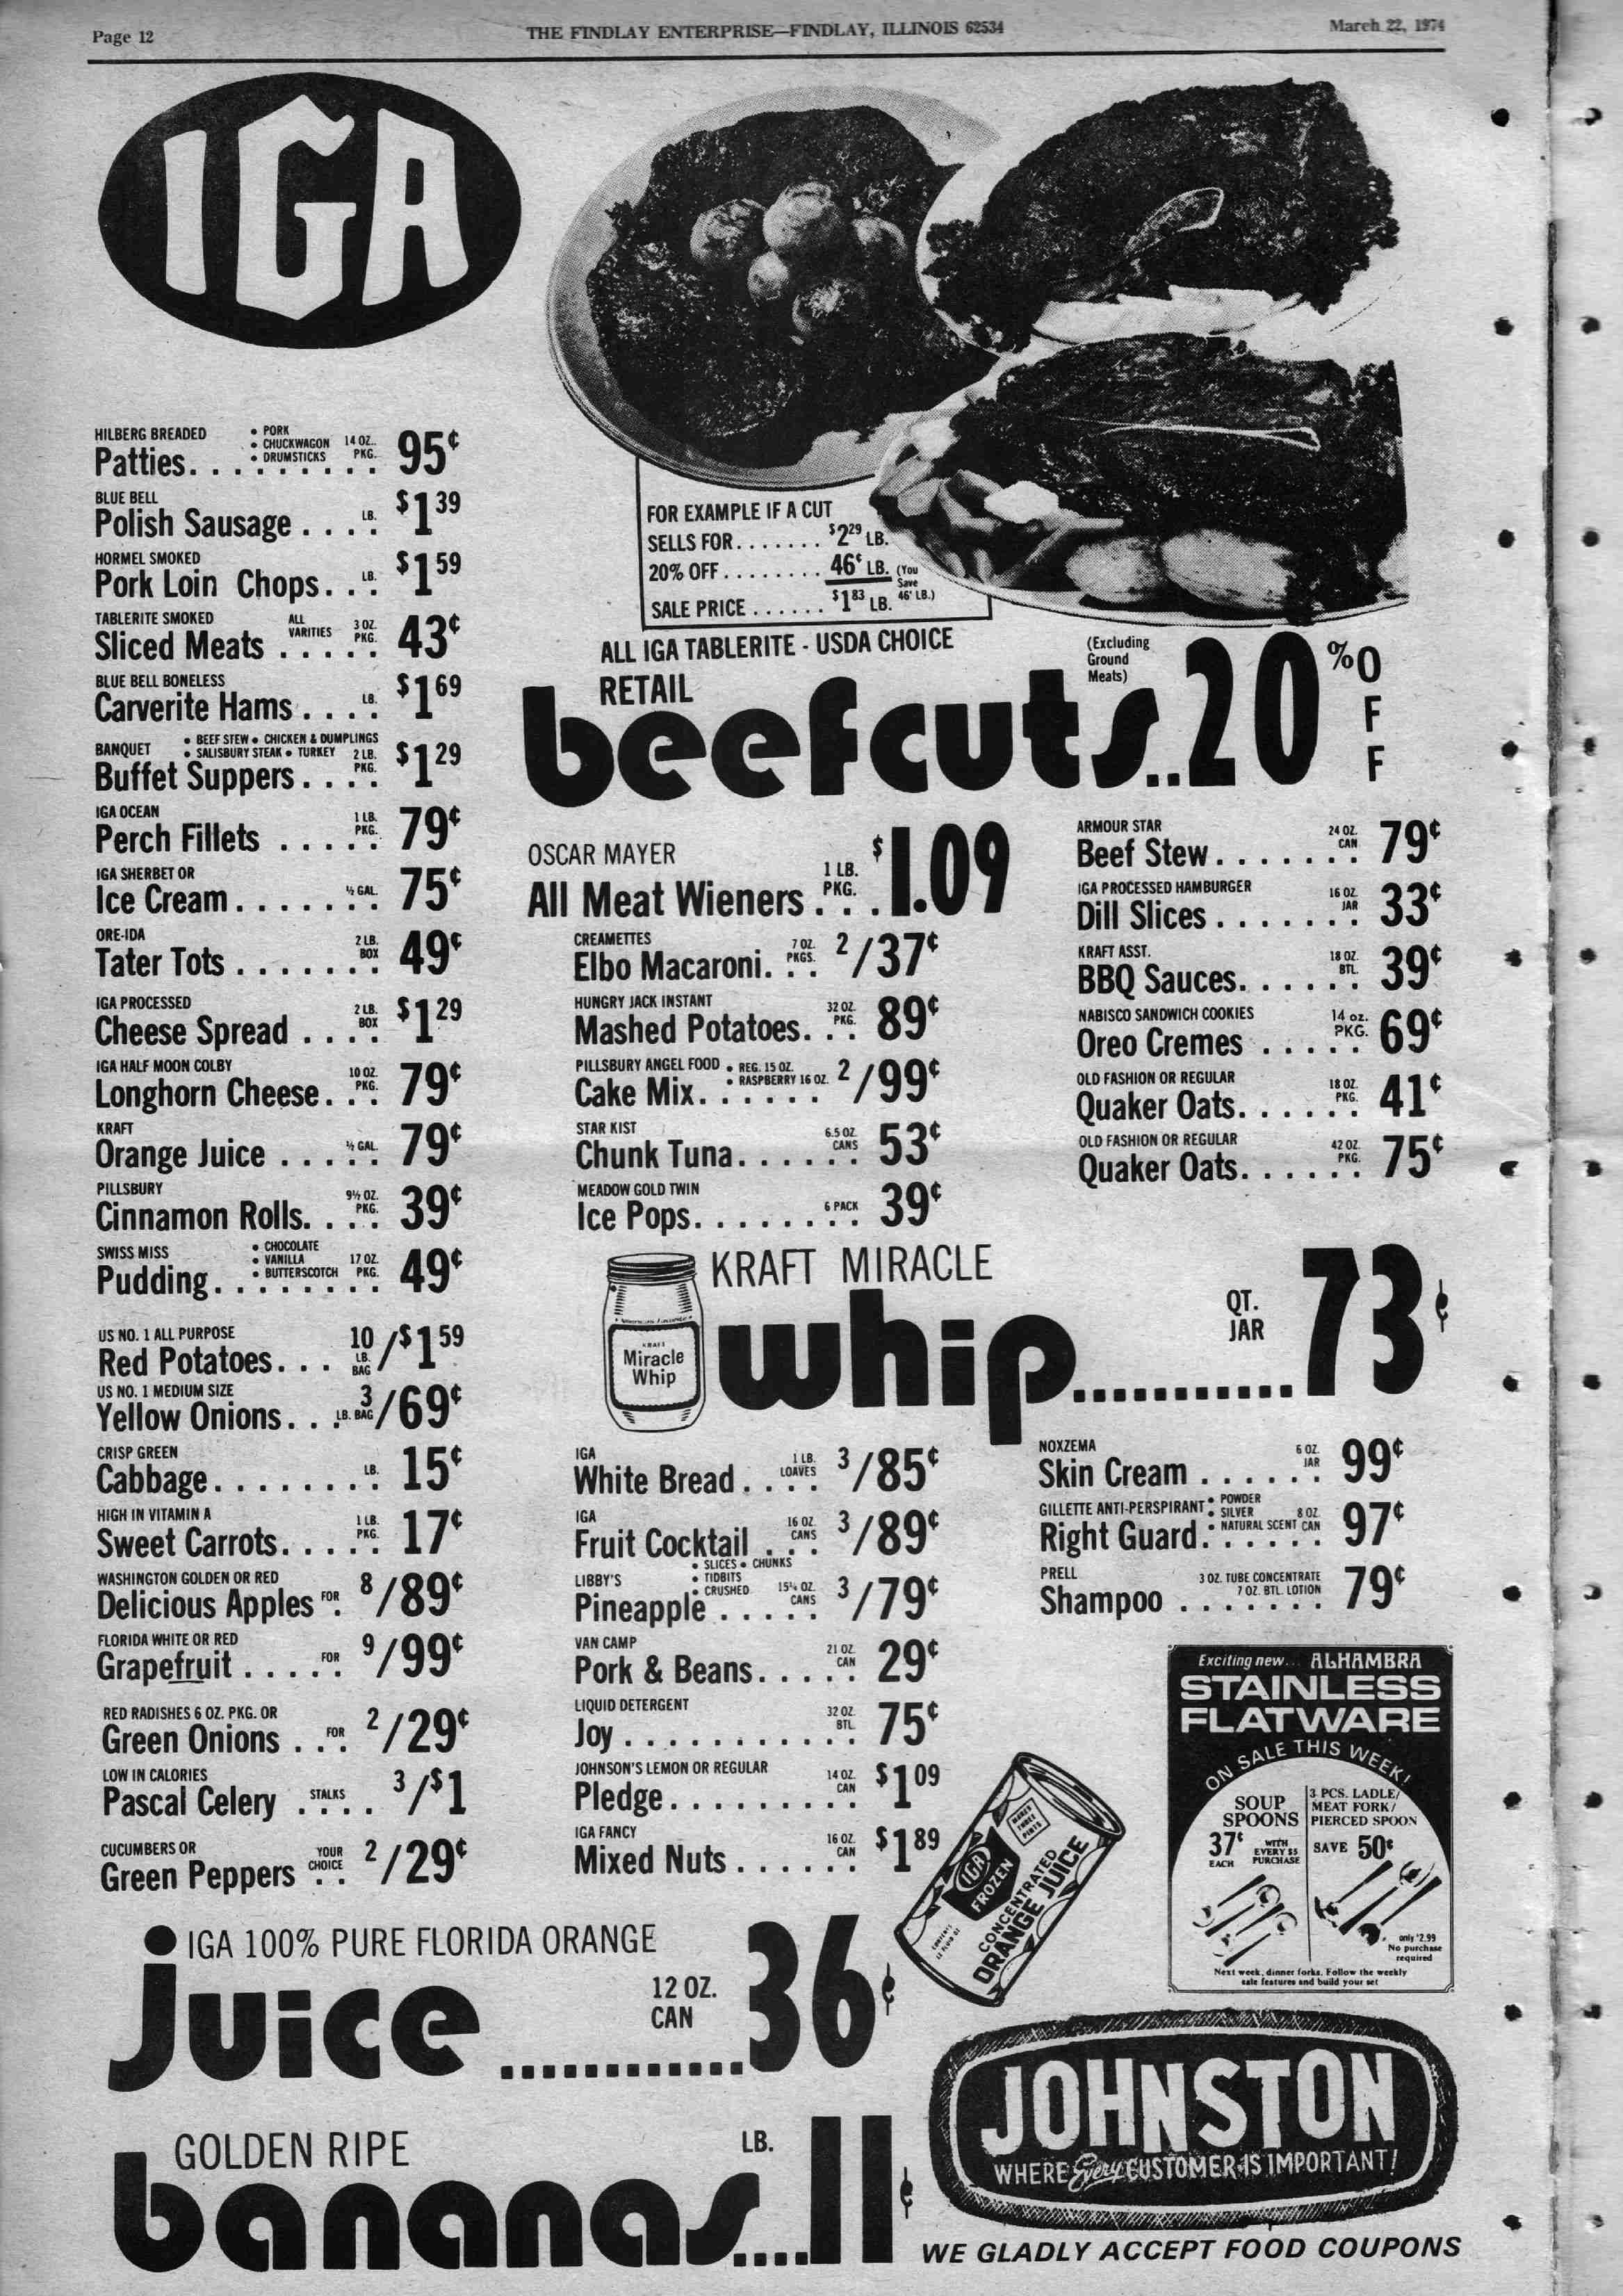 Page 12
THE FINDLAY ENTERPRISE—FINDLAY, ILLINOIS 62534
March 22, 1974
IGA
HILBERG BREADED • PORK • CHUCKWAGON • DRUMSTICKS 14 OZ. PKG.
Patties. . . . . . . . . . 95¢
BLUE BELL
Polish Sausage . . . . LB. $1 39
HORMEL SMOKED
Pork Loin Chops. . . . LB. $1 59
TABLERITE SMOKED ALL VARITIES 3 OZ. PKG.
Sliced Meats . . . . . . 43¢
BLUE BELL BONELESS
Carverite Hams . . . . LB. $1 69
BANQUET • BEEF STEW • CHICKEN & DUMPLINGS • SALISBURY STEAK • TURKEY 2 LB. PKG.
Buffet Suppers . . . . $1 29
IGA OCEAN
Perch Fillets . . . . . . 1 LB. PKG. 79¢
IGA SHERBET OR
Ice Cream . . . . . . . ½ GAL. 75¢
ORE-IDA
Tater Tots . . . . . . . 2 LB. BOX 49¢
IGA PROCESSED
Cheese Spread . . . . 2 LB. BOX $1 29
IGA HALF MOON COLBY
Longhorn Cheese. . . . 10 OZ. PKG. 79¢
KRAFT
Orange Juice . . . . . ½ GAL. 79¢
PILLSBURY
Cinnamon Rolls. . . . . 9½ OZ. PKG. 39¢
SWISS MISS • CHOCOLATE • VANILLA • BUTTERSCOTCH 17 OZ. PKG.
Pudding. . . . . . . . . 49¢
US NO. 1 ALL PURPOSE
Red Potatoes. . . 10 LB. BAG /$1 59
US NO. 1 MEDIUM SIZE
Yellow Onions. . . 3 LB. BAG /69¢
CRISP GREEN
Cabbage. . . . . . . . LB. 15¢
HIGH IN VITAMIN A
Sweet Carrots. . . . . . 1 LB. PKG. 17¢
WASHINGTON GOLDEN OR RED
Delicious Apples FOR . 8/89¢
FLORIDA WHITE OR RED
Grapefruit . . . . . FOR . 9/99¢
RED RADISHES 6 OZ. PKG. OR
Green Onions . . . FOR . 2/29¢
LOW IN CALORIES
Pascal Celery STALKS . . . . 3/$1
CUCUMBERS OR
Green Peppers YOUR CHOICE . . 2/29¢
FOR EXAMPLE IF A CUT
SELLS FOR. . . . . . . $2 29 LB.
20% OFF. . . . . . . . 46¢ LB. (You Save 46¢ LB.)
SALE PRICE . . . . . . $1 83 LB.
ALL IGA TABLERITE - USDA CHOICE
(Excluding Ground Meats)
RETAIL
beefcuts..20 % OFF
OSCAR MAYER
All Meat Wieners . . . 1 LB. PKG. $1.09
CREAMETTES
Elbo Macaroni. . . 7 OZ. PKGS. 2/37¢
HUNGRY JACK INSTANT
Mashed Potatoes. . . 32 OZ. PKG. 89¢
PILLSBURY ANGEL FOOD • REG. 15 OZ. • RASPBERRY 16 OZ.
Cake Mix. . . . . . . 2/99¢
STAR KIST
Chunk Tuna. . . . . . . 6.5 OZ. CANS 53¢
MEADOW GOLD TWIN
Ice Pops. . . . . . . . 6 PACK 39¢
ARMOUR STAR
Beef Stew. . . . . . . . 24 OZ. CAN 79¢
IGA PROCESSED HAMBURGER
Dill Slices . . . . . . . . 16 OZ. JAR 33¢
KRAFT ASST.
BBQ Sauces. . . . . . . 18 OZ. BTL. 39¢
NABISCO SANDWICH COOKIES
Oreo Cremes . . . . . . 14 oz. PKG. 69¢
OLD FASHION OR REGULAR
Quaker Oats. . . . . . . 18 OZ. PKG. 41¢
OLD FASHION OR REGULAR
Quaker Oats. . . . . . . 42 OZ. PKG. 75¢
KRAFT MIRACLE
whip............ QT. JAR 73¢
KRAFT
Miracle
Whip
IGA
White Bread . . . . 1 LB. LOAVES 3/85¢
IGA
Fruit Cocktail . . . 16 OZ. CANS 3/89¢
LIBBY'S • SLICES • CHUNKS • TIDBITS • CRUSHED
Pineapple . . . . . 15¼ OZ. CANS 3/79¢
VAN CAMP
Pork & Beans. . . . . . 21 OZ. CAN 29¢
LIQUID DETERGENT
Joy . . . . . . . . . . . . 32 OZ. BTL. 75¢
JOHNSON'S LEMON OR REGULAR
Pledge. . . . . . . . . . 14 OZ. CAN $1 09
IGA FANCY
Mixed Nuts . . . . . . . 16 OZ. CAN $1 89
NOXZEMA
Skin Cream . . . . . . 6 OZ. JAR 99¢
GILLETTE ANTI-PERSPIRANT • POWDER • SILVER • NATURAL SCENT 8 OZ. CAN
Right Guard. . . . . . . 97¢
PRELL 3 OZ. TUBE CONCENTRATE 7 OZ. BTL. LOTION
Shampoo . . . . . . . 79¢
Exciting new... ALHAMBRA
STAINLESS
FLATWARE
ON SALE THIS WEEK!
SOUP
SPOONS
37¢ EACH WITH EVERY $5 PURCHASE
3 PCS. LADLE/
MEAT FORK/
PIERCED SPOON
SAVE 50¢
only $2.99
No purchase
required
Next week, dinner forks. Follow the weekly
sale features and build your set
MAKES THREE PINTS
IGA
FROZEN
CONCENTRATED
ORANGE JUICE
IGA 100% PURE FLORIDA ORANGE
juice ............. 12 OZ. CAN 36¢
GOLDEN RIPE
bananas.... LB. 11¢
JOHNSTON
WHERE Every CUSTOMER IS IMPORTANT!
WE GLADLY ACCEPT FOOD COUPONS